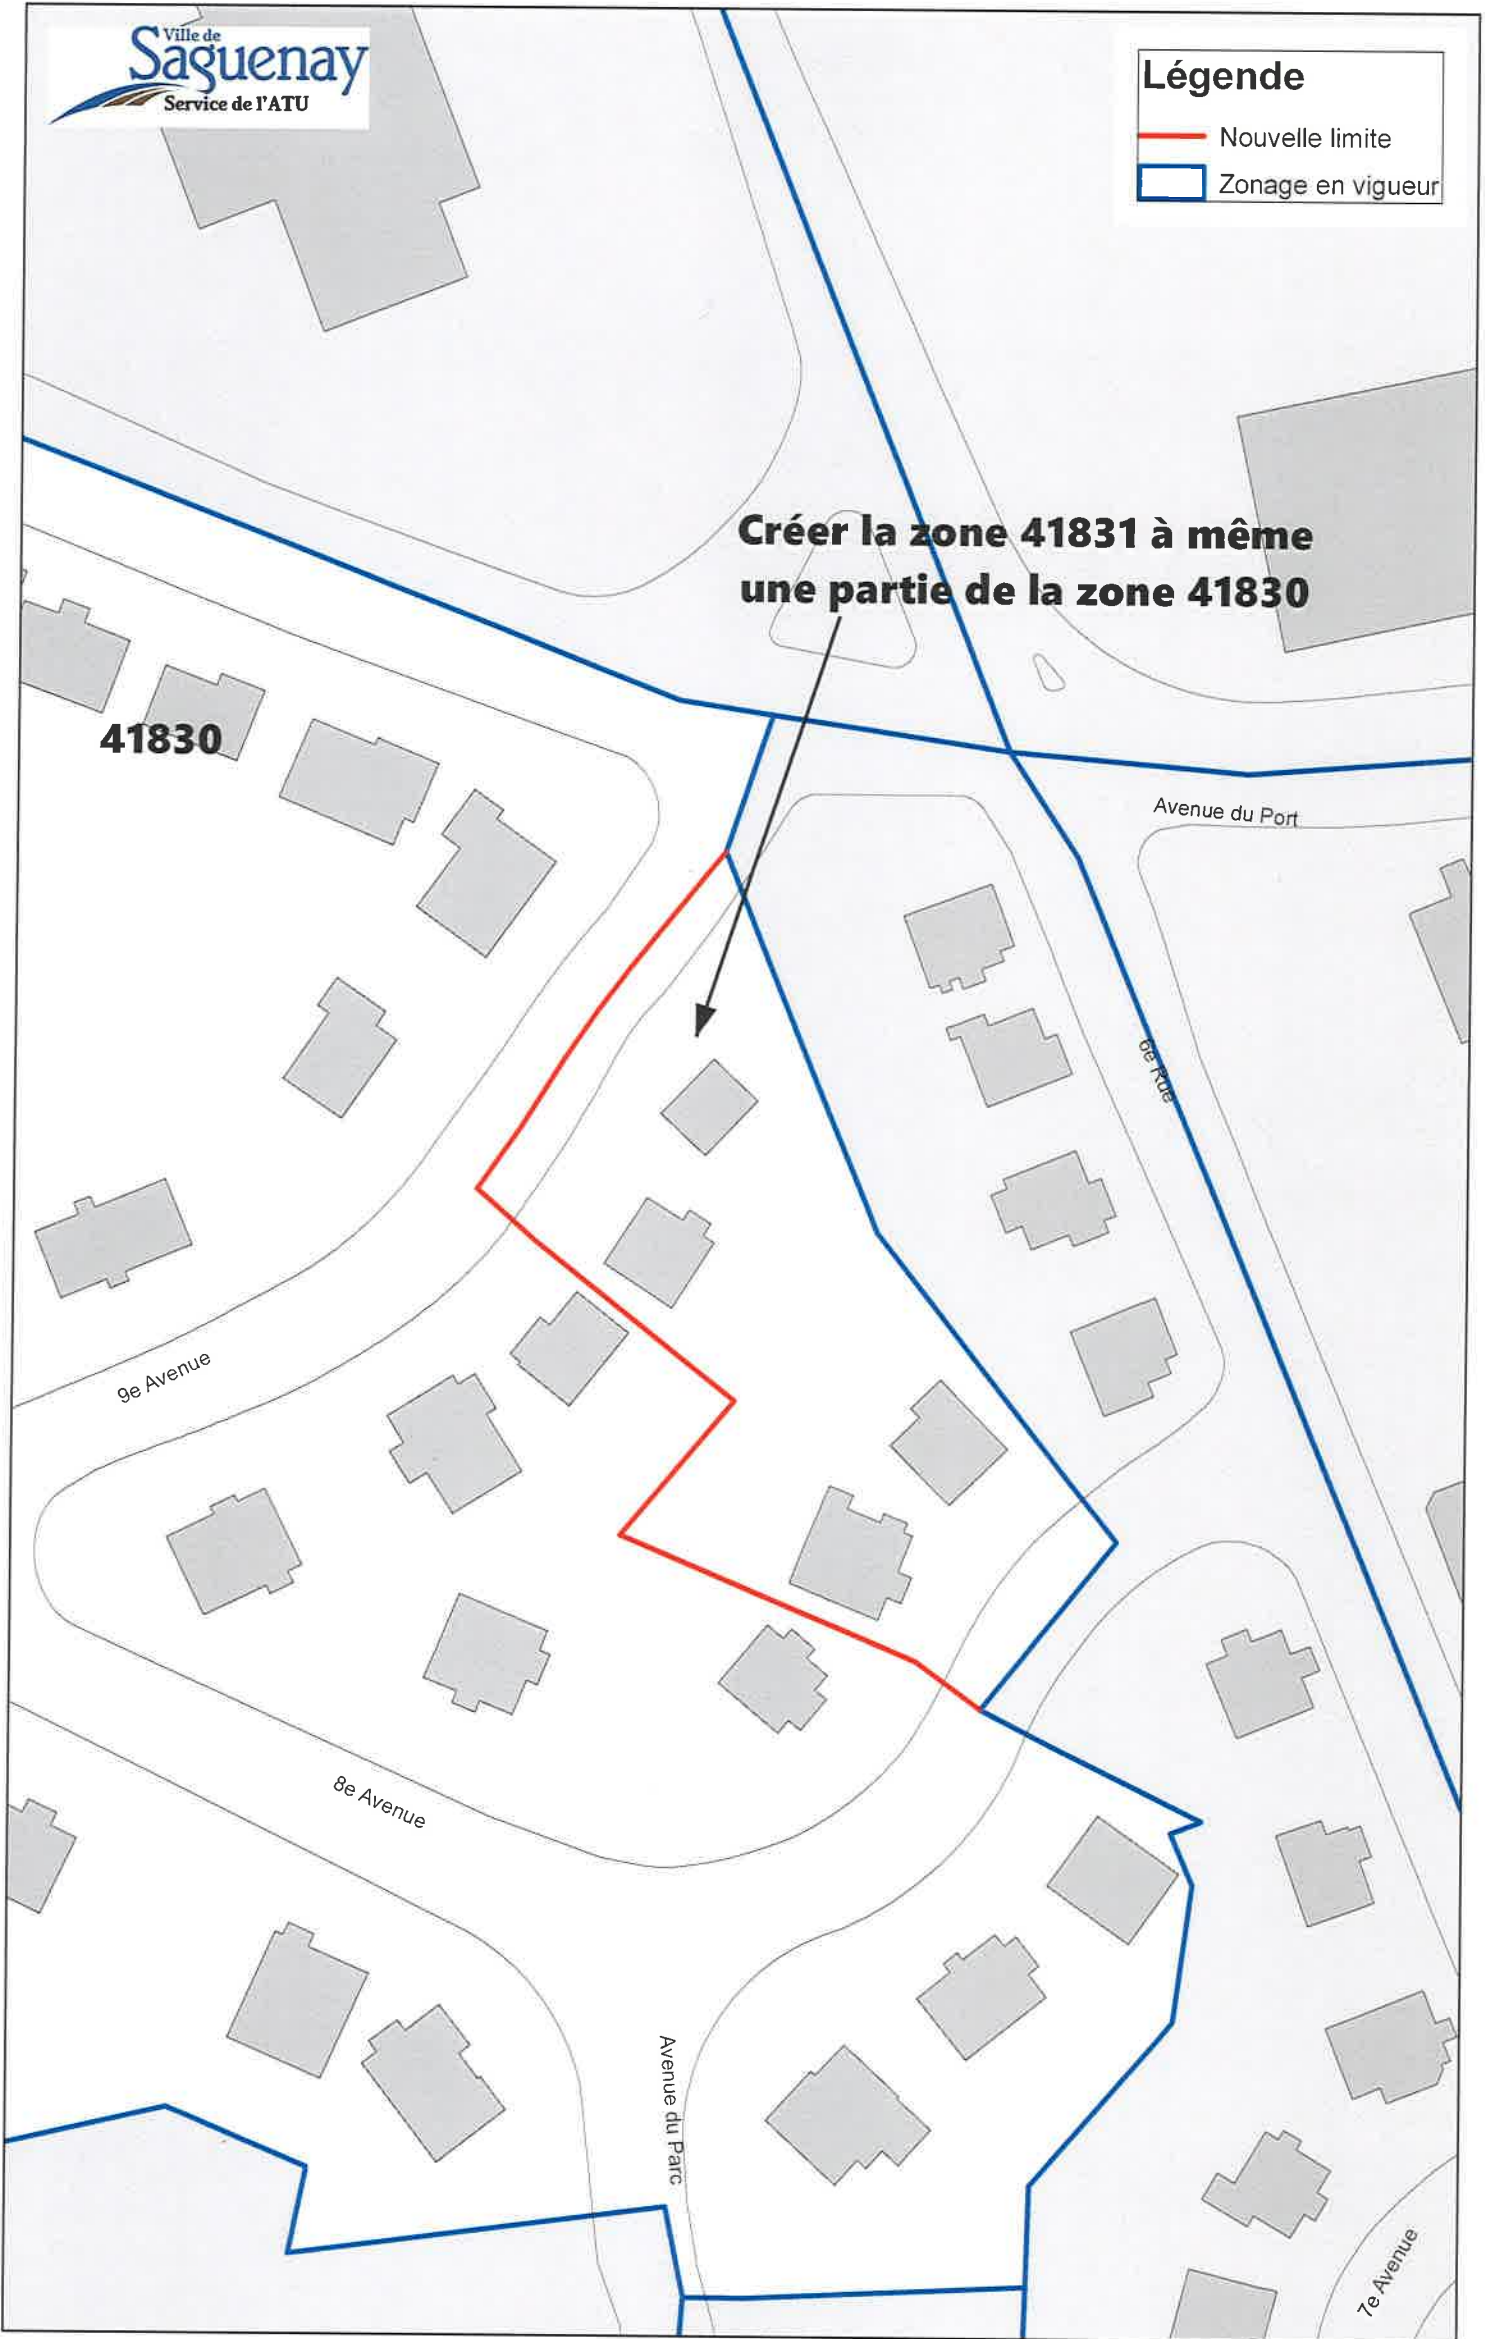 Ville de
Saguenay
Service de l'ATU
Légende
Nouvelle limite
Zonage en vigueur
Créer la zone 41831 à même
une partie de la zone 41830
41830
Avenue du Port
6e Rue
9e Avenue
8e Avenue
Avenue du Parc
7e Avenue